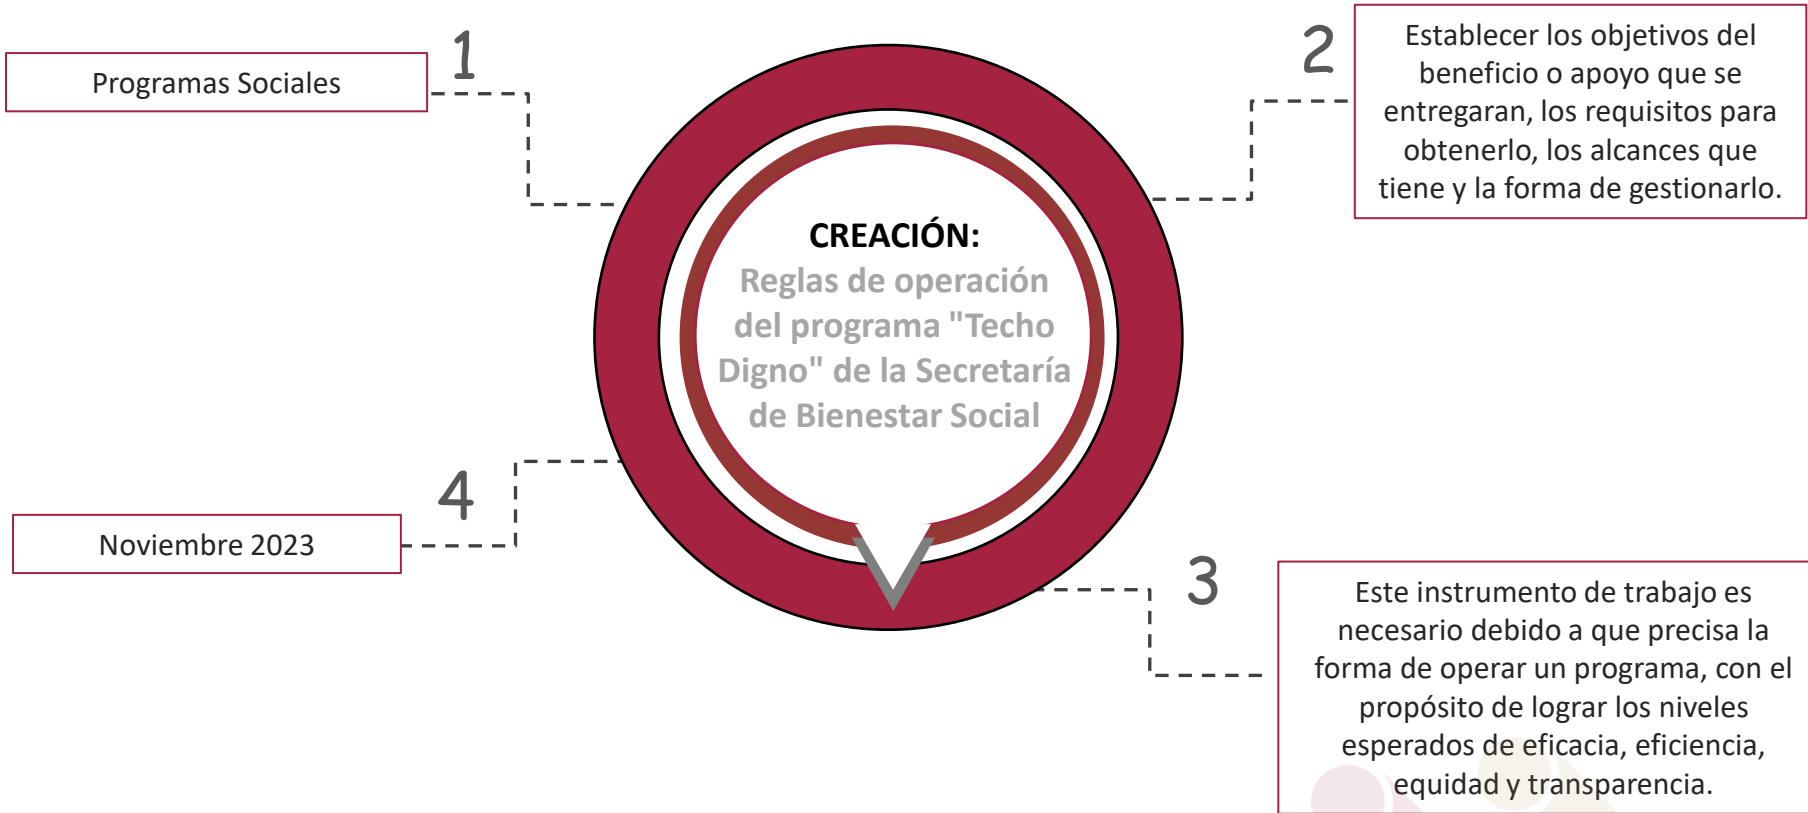 1
Programas Sociales
2
Establecer los objetivos del
beneficio o apoyo que se
entregaran, los requisitos para
obtenerlo, los alcances que
tiene y la forma de gestionarlo.
CREACIÓN:
Reglas de operación
del programa "Techo
Digno" de la Secretaría
de Bienestar Social
3
Este instrumento de trabajo es
necesario debido a que precisa la
forma de operar un programa, con el
propósito de lograr los niveles
esperados de eficacia, eficiencia,
equidad y transparencia.
4
Noviembre 2023